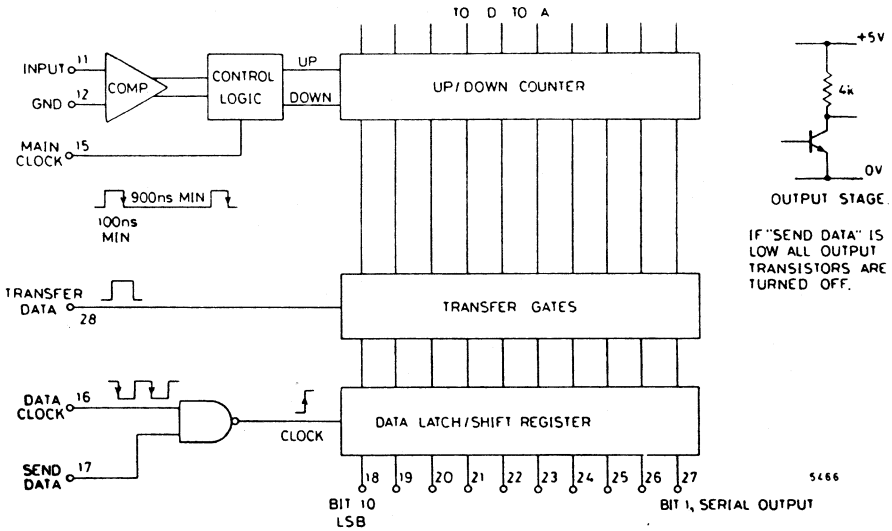 TO D TO A
INPUT
11
COMP
CONTROL
LOGIC
UP
DOWN
UP/DOWN COUNTER
GND
12
MAIN
CLOCK
15
900ns MIN
100ns
MIN
+5V
4k
0V
OUTPUT STAGE.
IF "SEND DATA" IS
LOW ALL OUTPUT
TRANSISTORS ARE
TURNED OFF.
TRANSFER
DATA
28
TRANSFER GATES
DATA
CLOCK
16
SEND
DATA
17
CLOCK
DATA LATCH/SHIFT REGISTER
18
19
20
21
22
23
24
25
26
27
BIT 10
LSB
BIT 1, SERIAL OUTPUT
5466